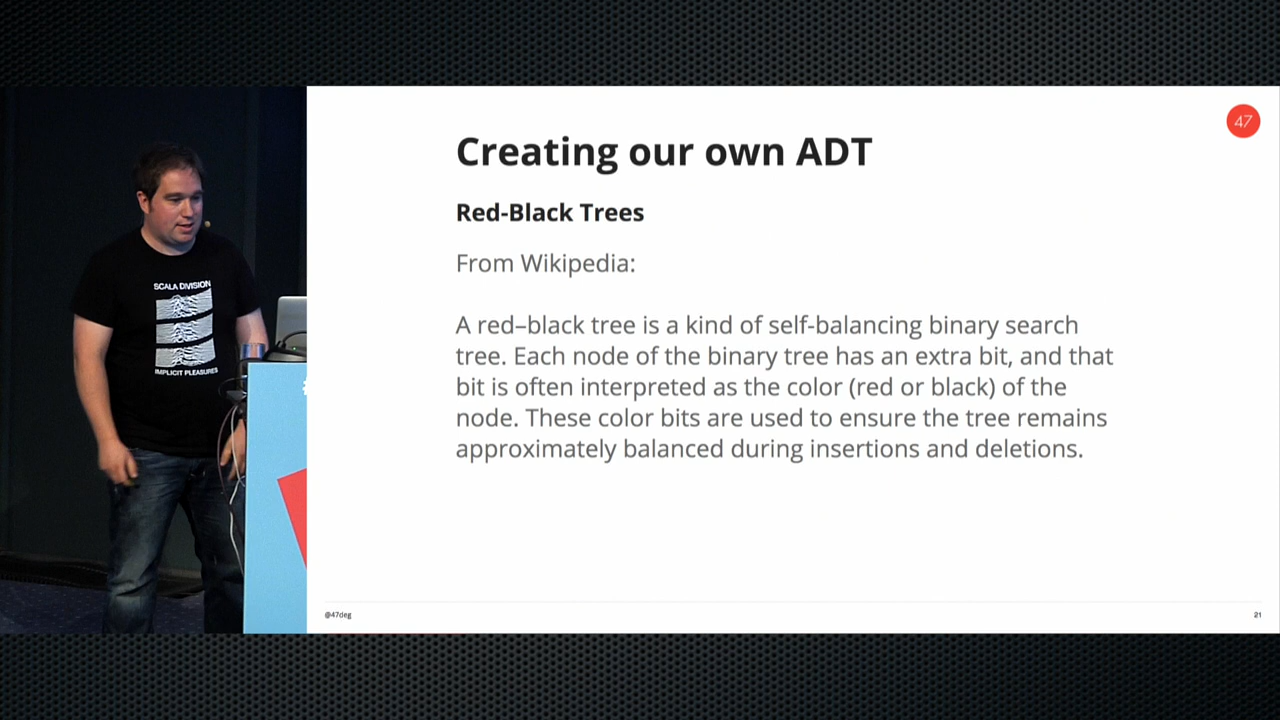 47
Creating our own ADT
Red-Black Trees
From Wikipedia:
A red–black tree is a kind of self-balancing binary search
tree. Each node of the binary tree has an extra bit, and that
bit is often interpreted as the color (red or black) of the
node. These color bits are used to ensure the tree remains
approximately balanced during insertions and deletions.
SCALA DIVISION
IMPLICIT PLEASURES
#
@47deg
21